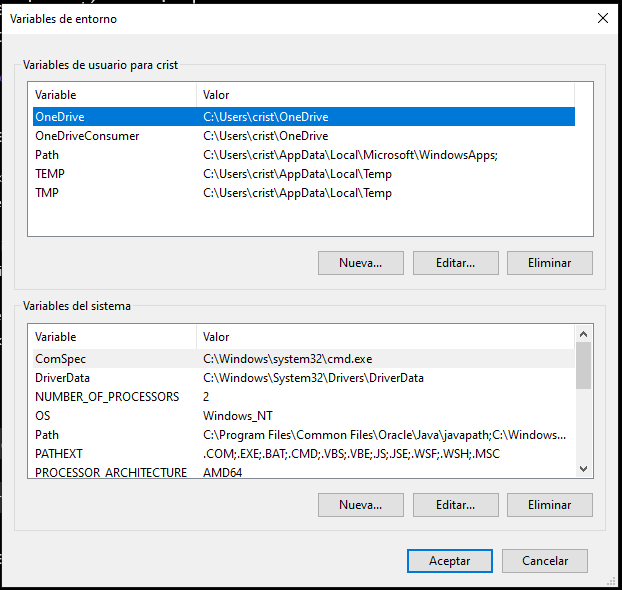 Variables de entorno
Variables de usuario para crist
Variable Valor
OneDrive C:\Users\crist\OneDrive
OneDriveConsumer C:\Users\crist\OneDrive
Path C:\Users\crist\AppData\Local\Microsoft\WindowsApps;
TEMP C:\Users\crist\AppData\Local\Temp
TMP C:\Users\crist\AppData\Local\Temp
Nueva... Editar... Eliminar
Variables del sistema
Variable Valor
ComSpec C:\Windows\system32\cmd.exe
DriverData C:\Windows\System32\Drivers\DriverData
NUMBER_OF_PROCESSORS 2
OS Windows_NT
Path C:\Program Files\Common Files\Oracle\Java\javapath;C:\Windows...
PATHEXT .COM;.EXE;.BAT;.CMD;.VBS;.VBE;.JS;.JSE;.WSF;.WSH;.MSC
PROCESSOR_ARCHITECTURE AMD64
Nueva... Editar... Eliminar
Aceptar Cancelar